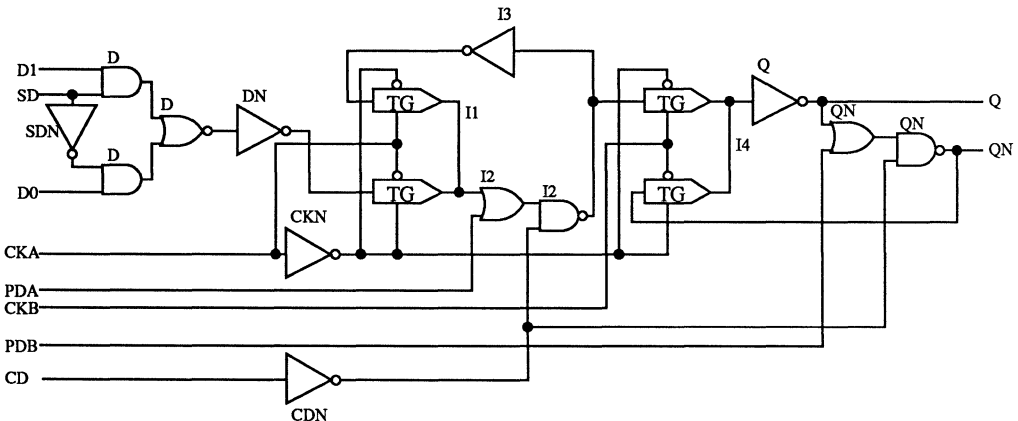 I3
D
D1
SD
D
DN
TG
I1
TG
Q
Q
SDN
D
QN
QN
I4
QN
TG
I2
I2
TG
D0
CKN
CKA
PDA
CKB
PDB
CD
CDN